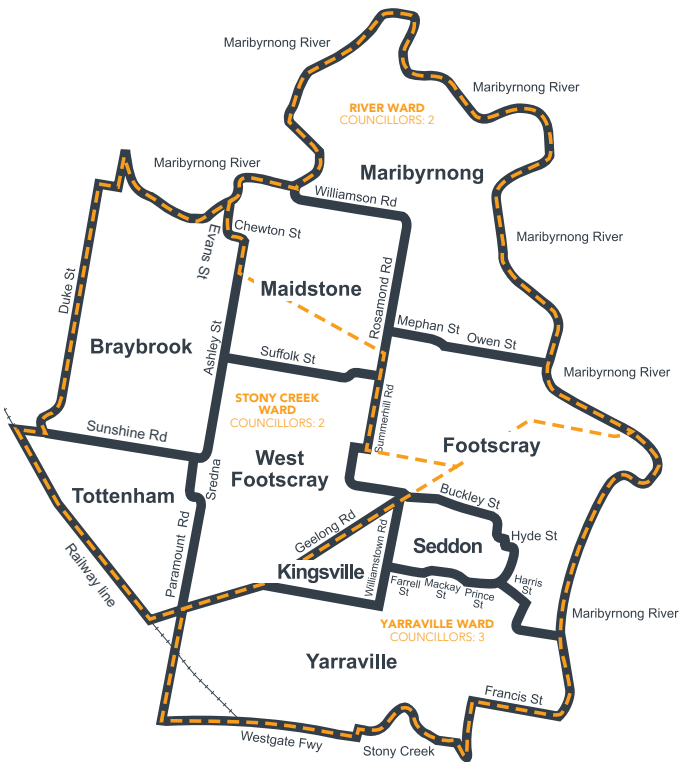 Maribyrnong River
Maribyrnong River
RIVER WARD
COUNCILLORS: 2
Maribyrnong River
Maribyrnong
Williamson Rd
Evans St
Chewton St
Maribyrnong River
Duke St
Maidstone
Rosamond Rd
Mephan St
Owen St
Braybrook
Ashley St
Suffolk St
Maribyrnong River
STONY CREEK
WARD
COUNCILLORS: 2
Summerhill Rd
Sunshine Rd
Footscray
West
Footscray
Sredna
Tottenham
Buckley St
Paramount Rd
Geelong Rd
Williamstown Rd
Hyde St
Seddon
Railway line
Kingsville
Farrell
St
Mackay
St
Prince
St
Harris
St
Maribyrnong River
YARRAVILLE WARD
COUNCILLORS: 3
Yarraville
Francis St
Westgate Fwy
Stony Creek